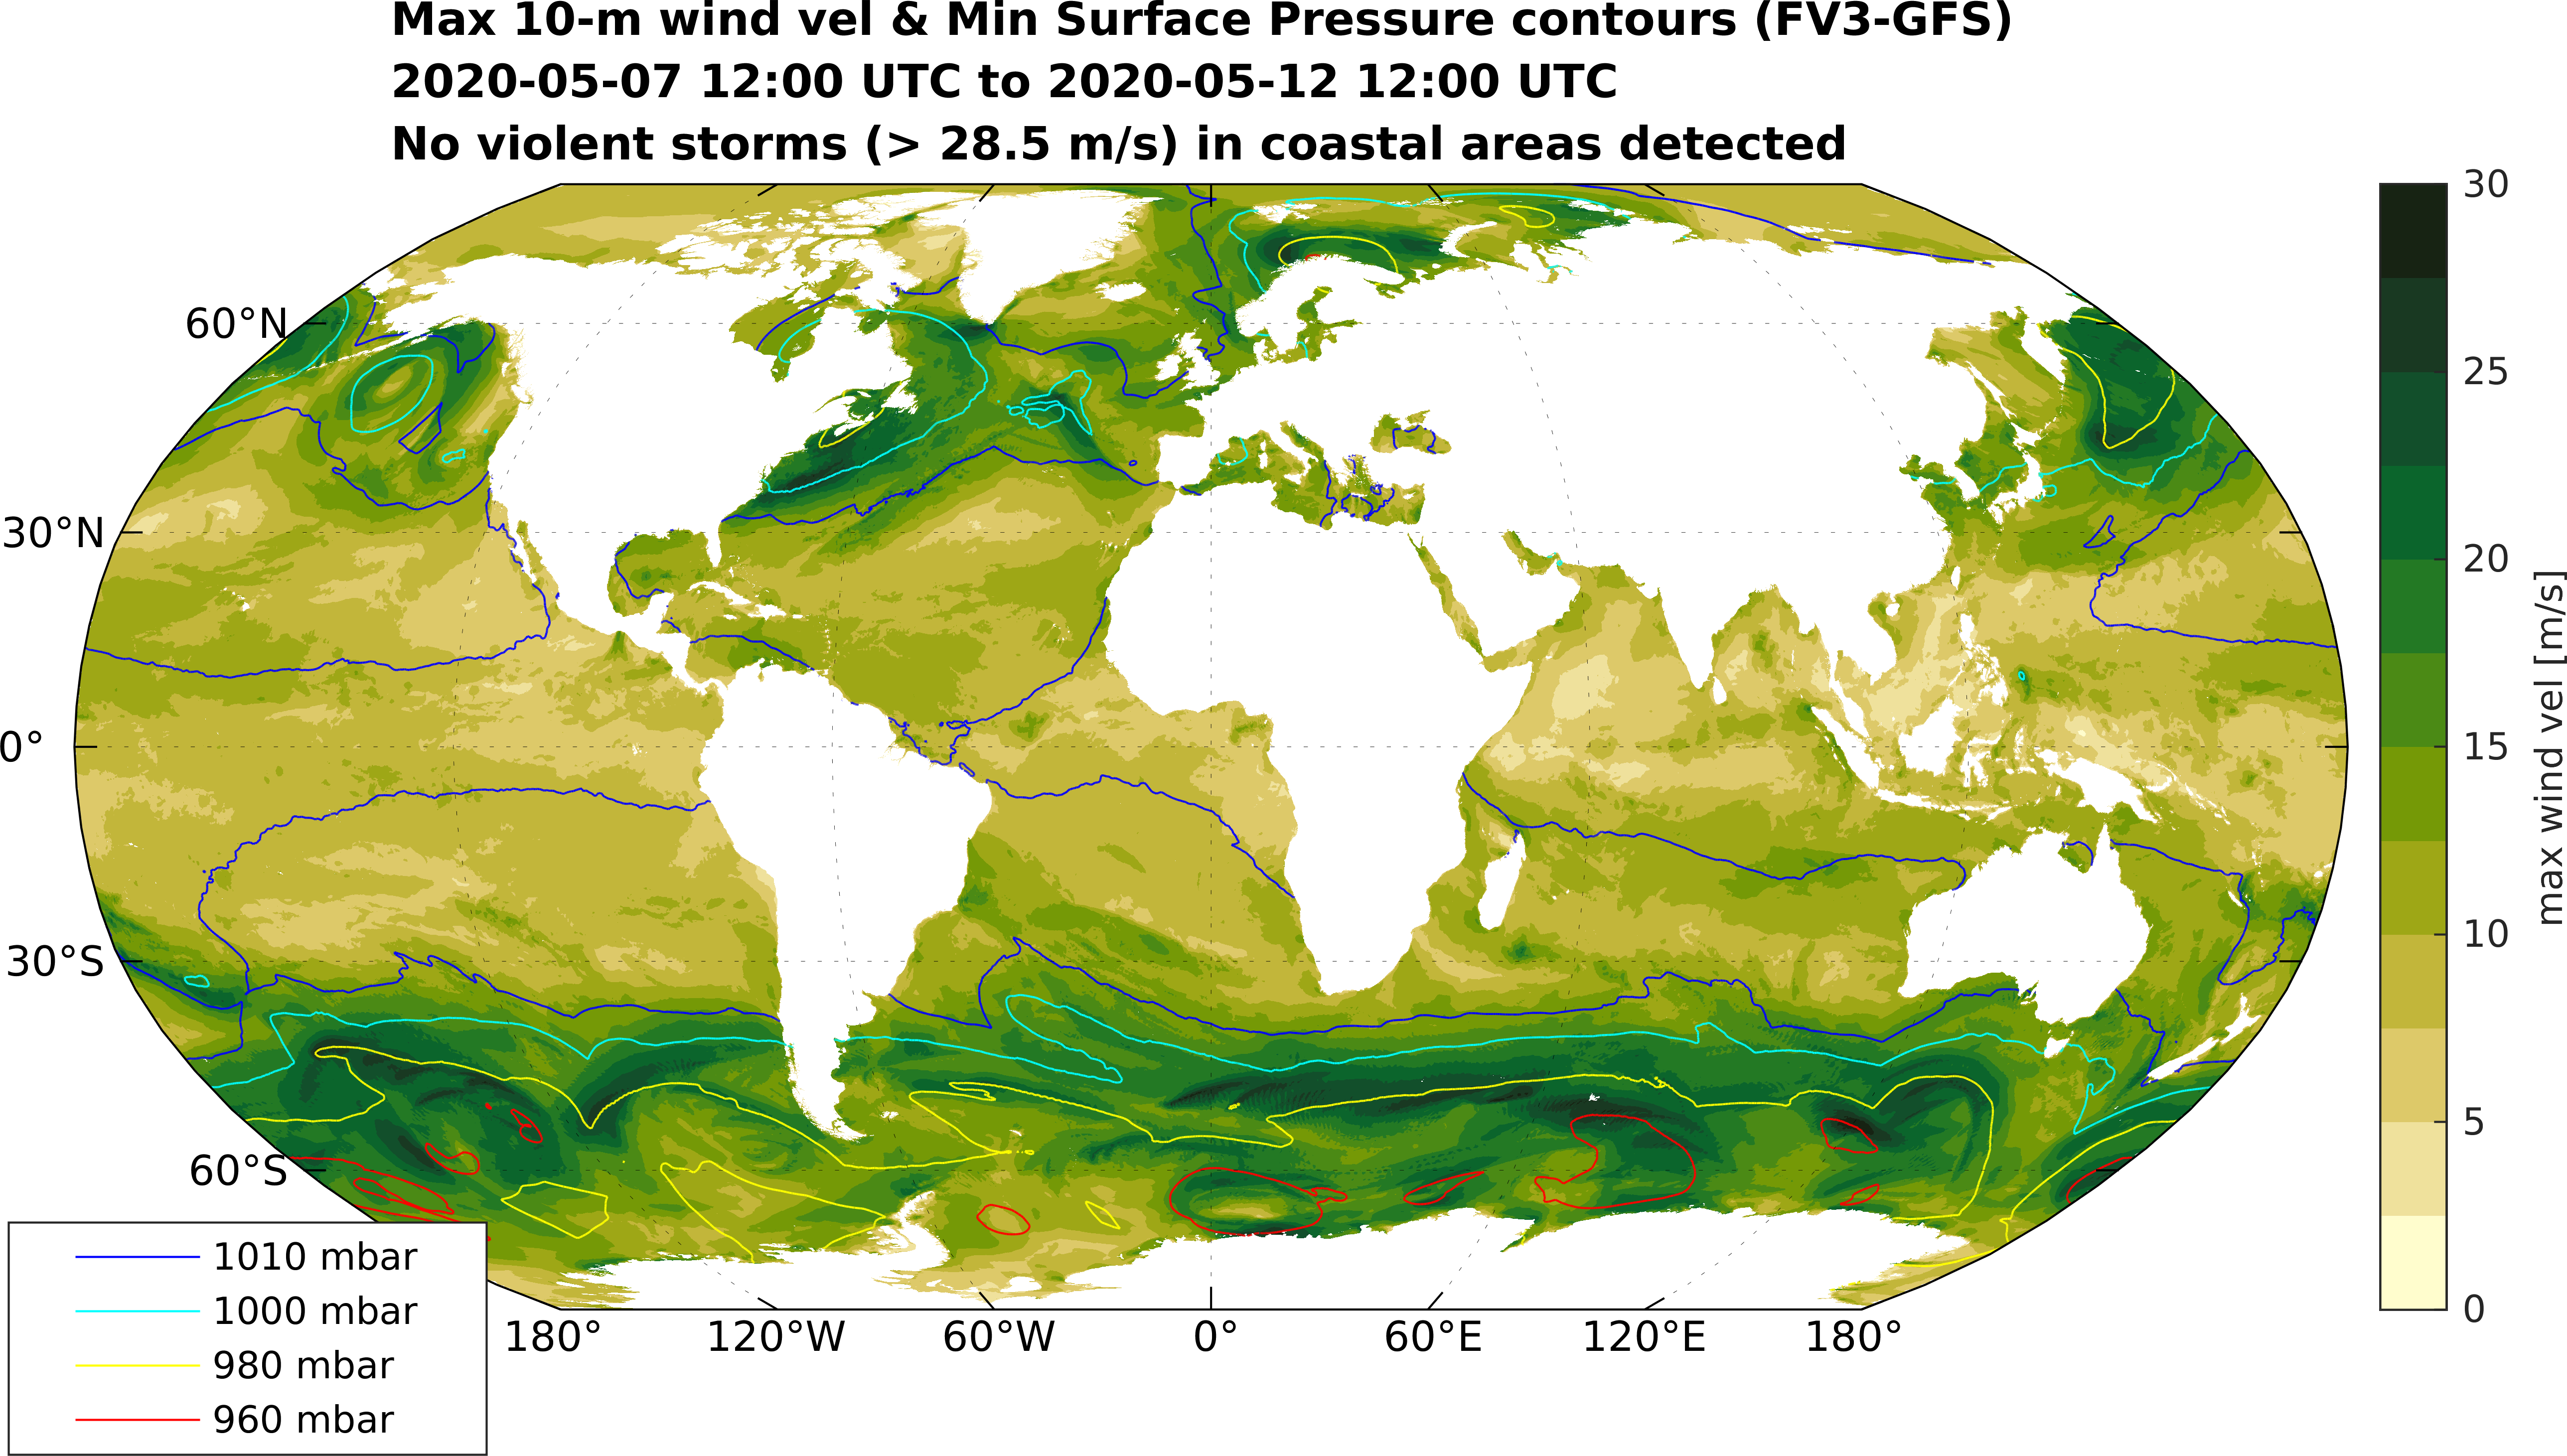 Max 10-m wind vel & Min Surface Pressure contours (FV3-GFS)
2020-05-07 12:00 UTC to 2020-05-12 12:00 UTC
No violent storms (> 28.5 m/s) in coastal areas detected
60°N
30°N
0°
30°S
60°S
180°
120°W
60°W
0°
60°E
120°E
180°
1010 mbar
1000 mbar
980 mbar
960 mbar
30
25
20
15
10
5
0
max wind vel [m/s]